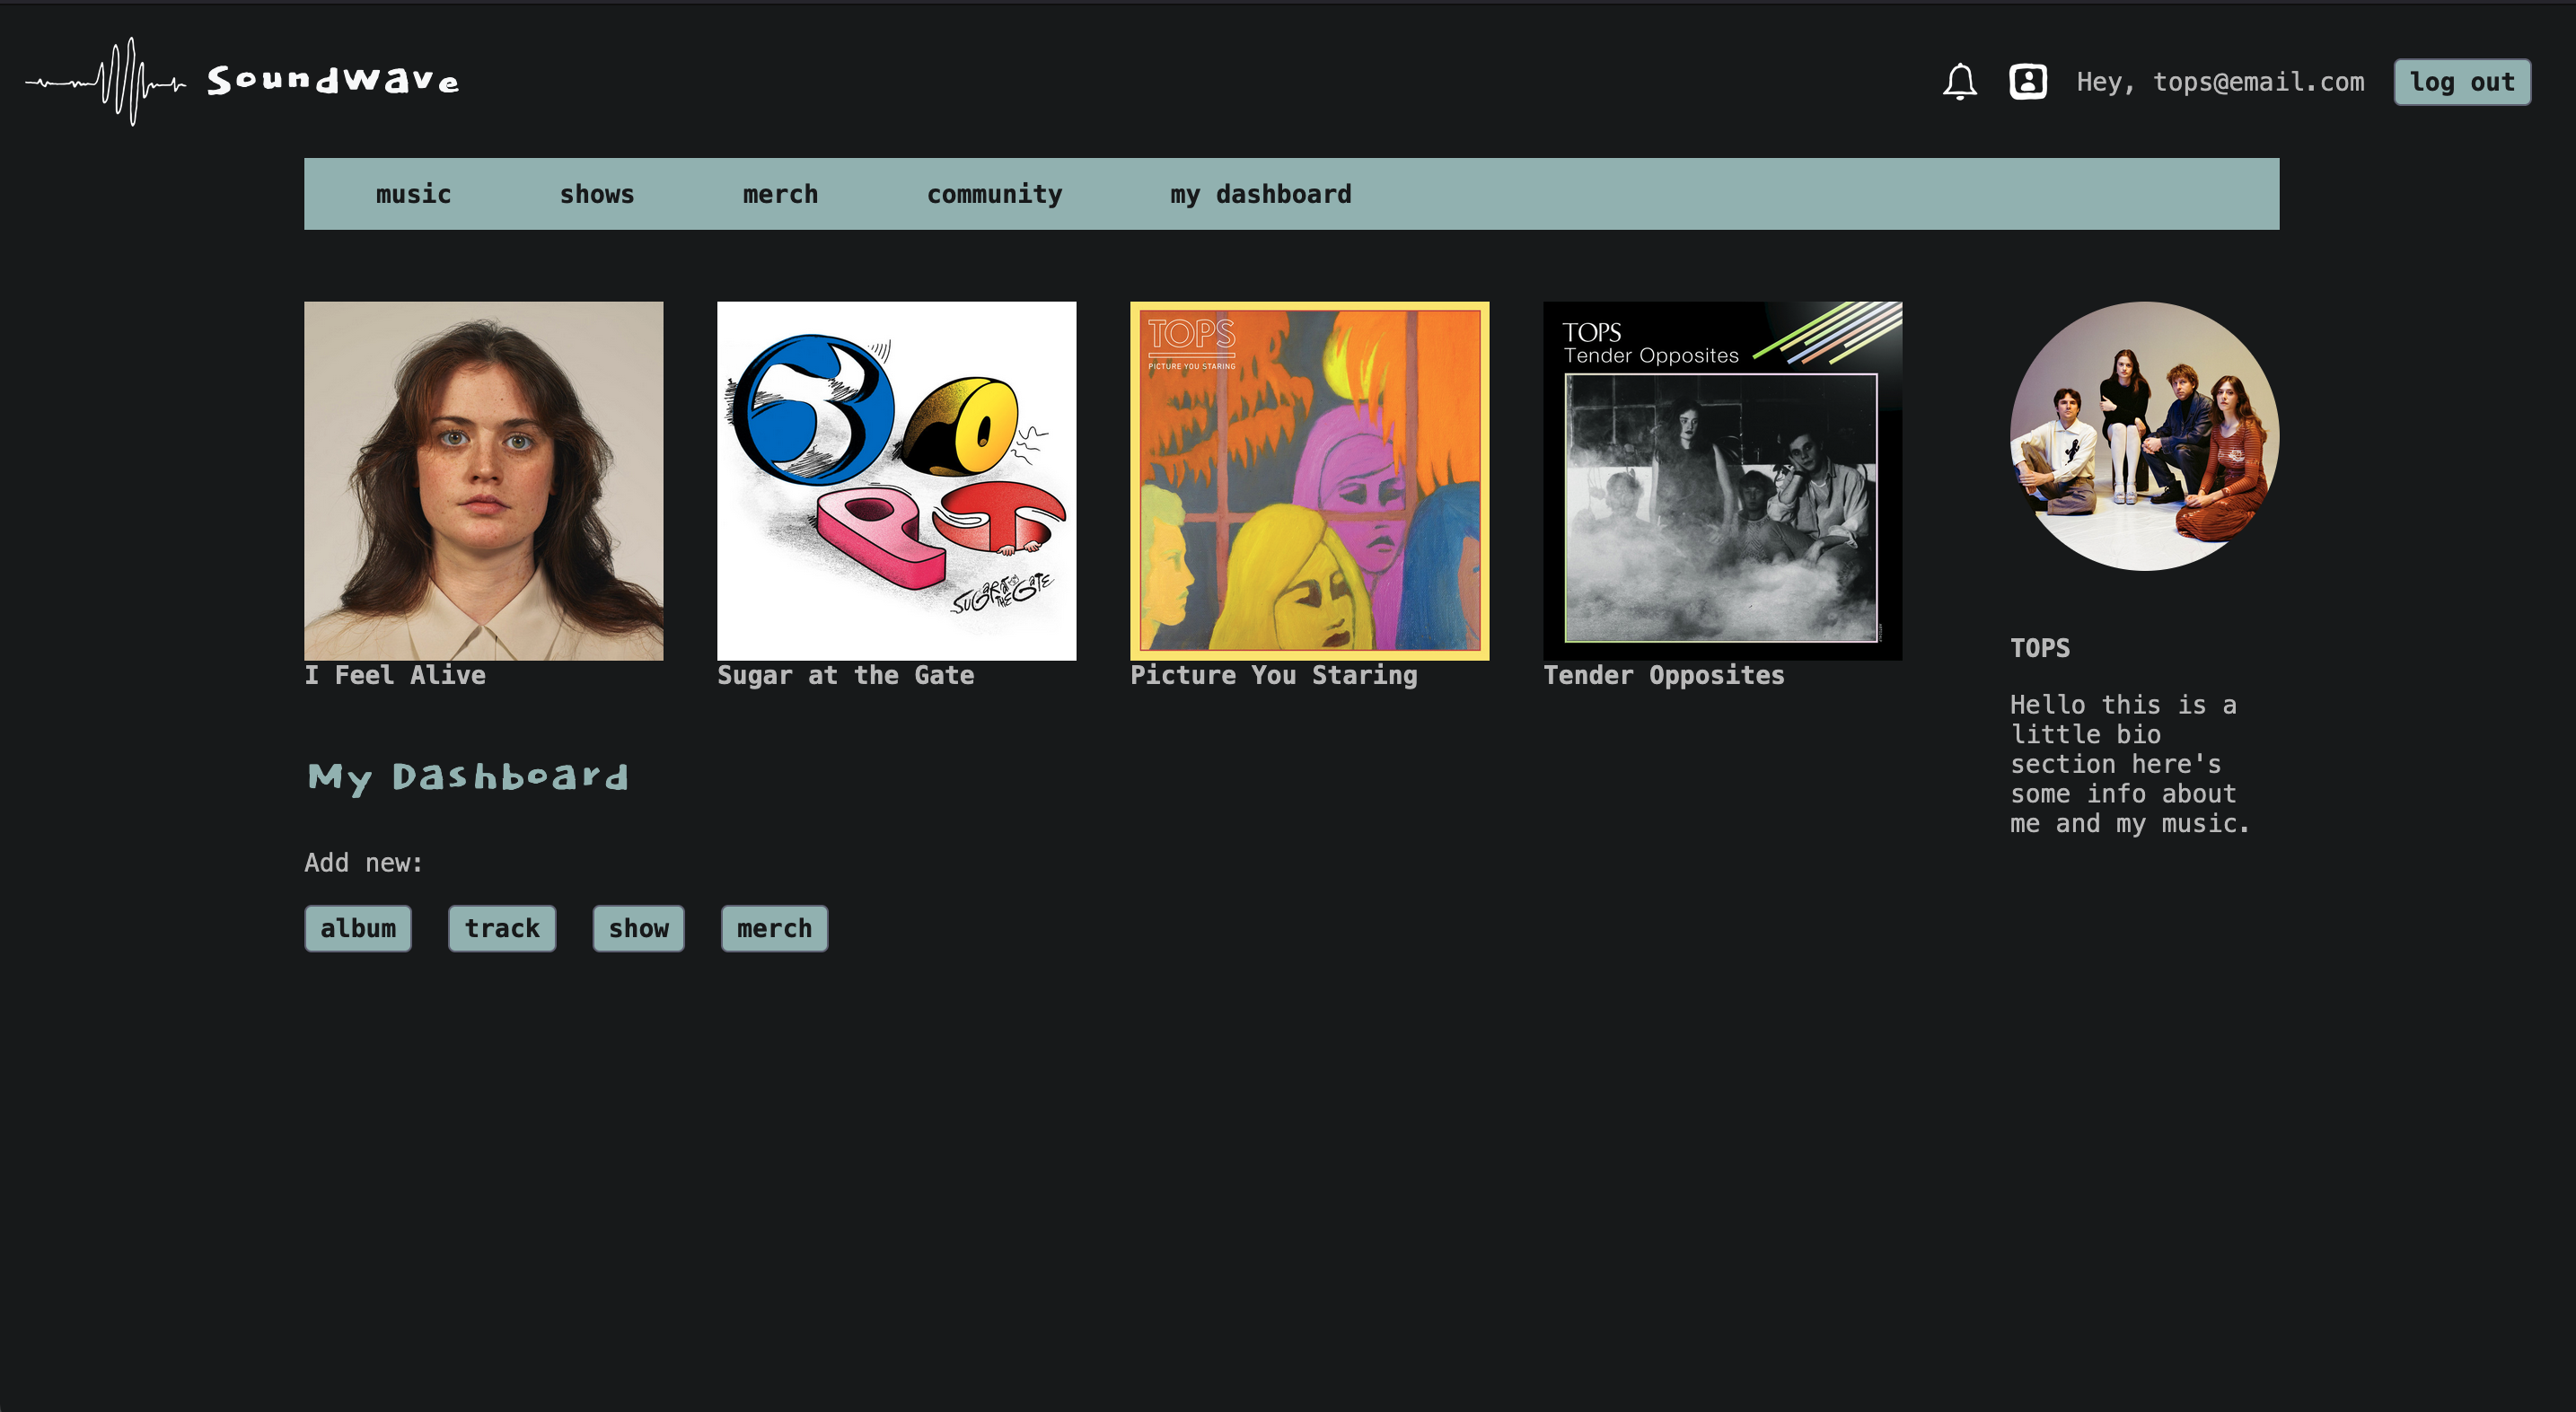 Soundwave
Hey, tops@email.com
log out
music
shows
merch
community
my dashboard
TOPS
PICTURE YOU STARING
TOPS
Tender Opposites
TOPS
SUGAR AT THE GATE
I Feel Alive
Sugar at the Gate
Picture You Staring
Tender Opposites
TOPS
Hello this is a
little bio
section here's
some info about
me and my music.
My Dashboard
Add new:
album
track
show
merch